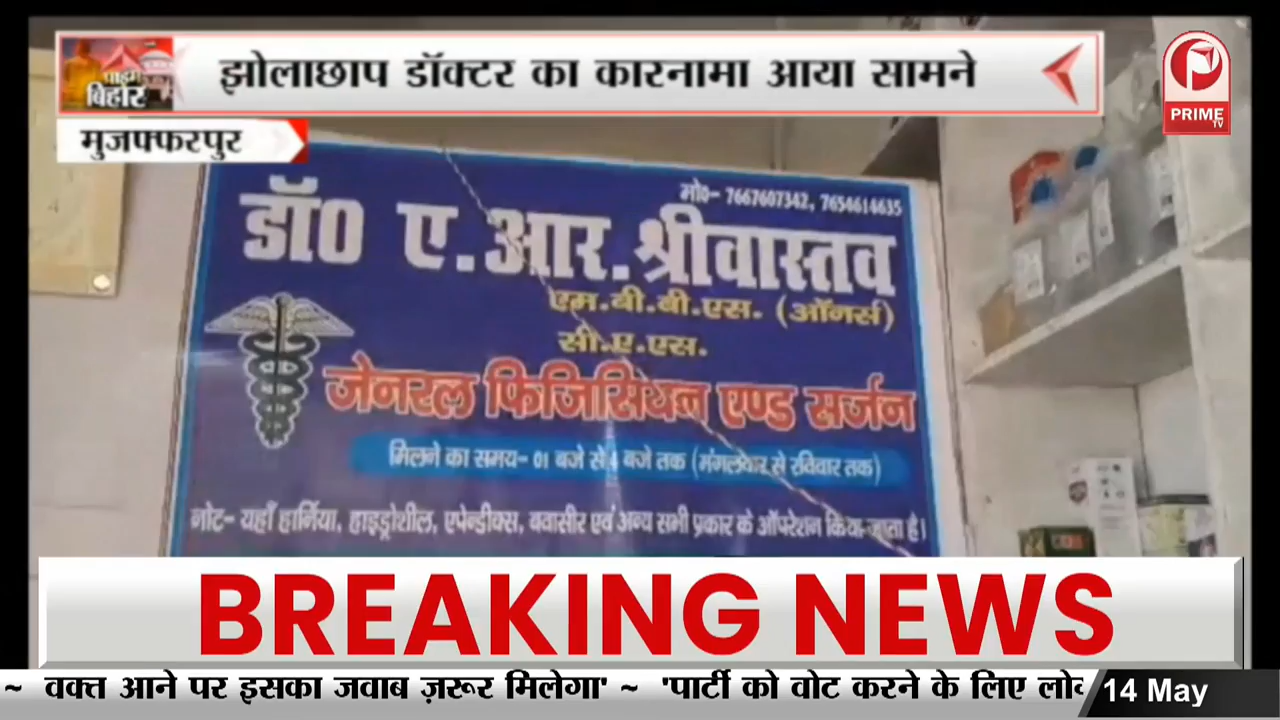 झोलाछाप डॉक्टर का कारनामा आया सामने
प्राइम
बिहार
PRIME
TV
मुजफ्फरपुर
मो०- 7667607342, 7654614635
डॉ० ए.आर.श्रीवास्तव
एम.बी.बी.एस. (ऑनर्स)
सी.ए.एस.
जेनरल फिजिसियन एण्ड सर्जन
मिलने का समय- 01 बजे से 4 बजे तक (मंगलवार से रविवार तक)
नोट- यहाँ हार्निया, हाइड्रोशील, एपेन्डीक्स, बवासीर एवं अन्य सभी प्रकार के ऑपरेशन किया जाता है।
BREAKING NEWS
~ वक्त आने पर इसका जवाब ज़रूर मिलेगा' ~ 'पार्टी को वोट करने के लिए
14 May